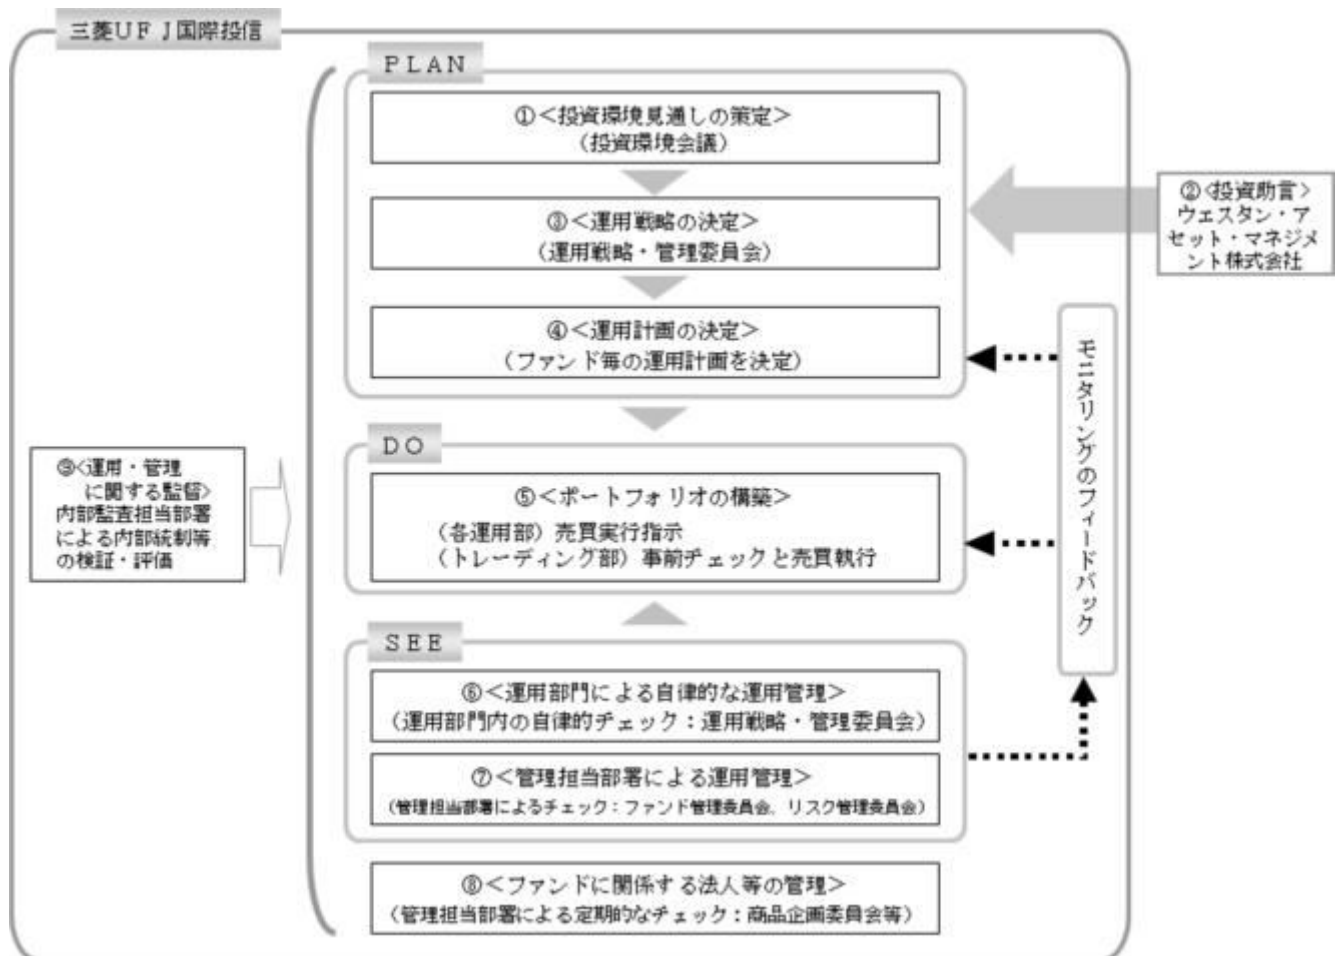 三菱UFJ国際投信
PLAN
①＜投資環境見通しの策定＞
（投資環境会議）
②＜投資助言＞
ウェスタン・ア
セット・マネジメ
ント株式会社
③＜運用戦略の決定＞
（運用戦略・管理委員会）
④＜運用計画の決定＞
（ファンド毎の運用計画を決定）
モニタリングのフィードバック
DO
⑤＜ポートフォリオの構築＞
（各運用部）売買実行指示
（トレーディング部）事前チェックと売買執行
⑨＜運用・管理
に関する監督＞
内部監査担当部署
による内部統制等
の検証・評価
SEE
⑥＜運用部門による自律的な運用管理＞
（運用部門内の自律的チェック：運用戦略・管理委員会）
⑦＜管理担当部署による運用管理＞
（管理担当部署によるチェック：ファンド管理委員会、リスク管理委員会）
⑧＜ファンドに関係する法人等の管理＞
（管理担当部署による定期的なチェック：商品企画委員会等）